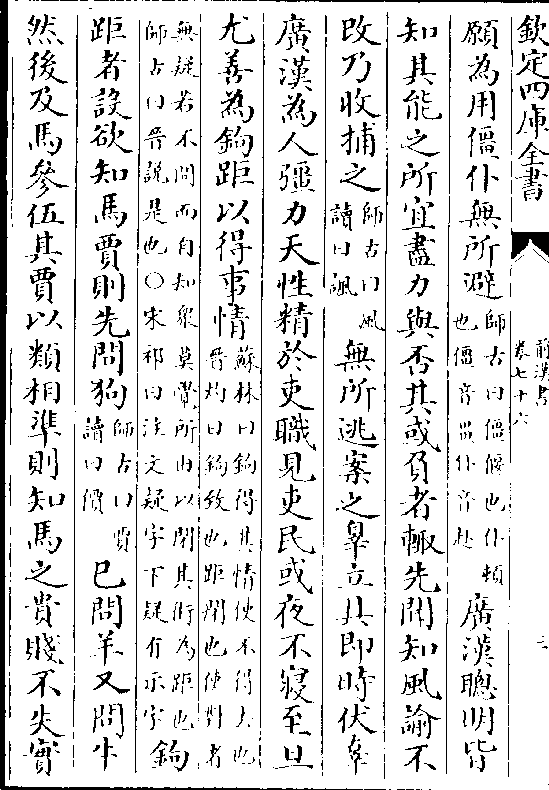 欽定四庫全書
前漢書
卷七十六
三
願為用僵仆無所避師古曰僵偃也仆頓
也僵音薑仆音赴廣漢聰明皆
知其能之所宜盡力與否其或負者輒先聞知風諭不
改乃收捕之師古曰風
讀曰諷無所逃案之辠立具即時伏辜
廣漢為人彊力天性精於吏職見吏民或夜不寢至旦
尤善為鉤距以得事情蘇林曰鉤得其情使不得去也
晉灼曰鉤致也距閉也使對者
無疑若不問而自知衆莫覺所由以閉其術為距也
師古曰晉説是也○宋祁曰注文疑字下疑有示字鉤
距者設欲知馬賈則先問狗師古曰賈
讀曰價已問羊又問牛
然後及馬參伍其賈以類相準則知馬之貴賤不失實